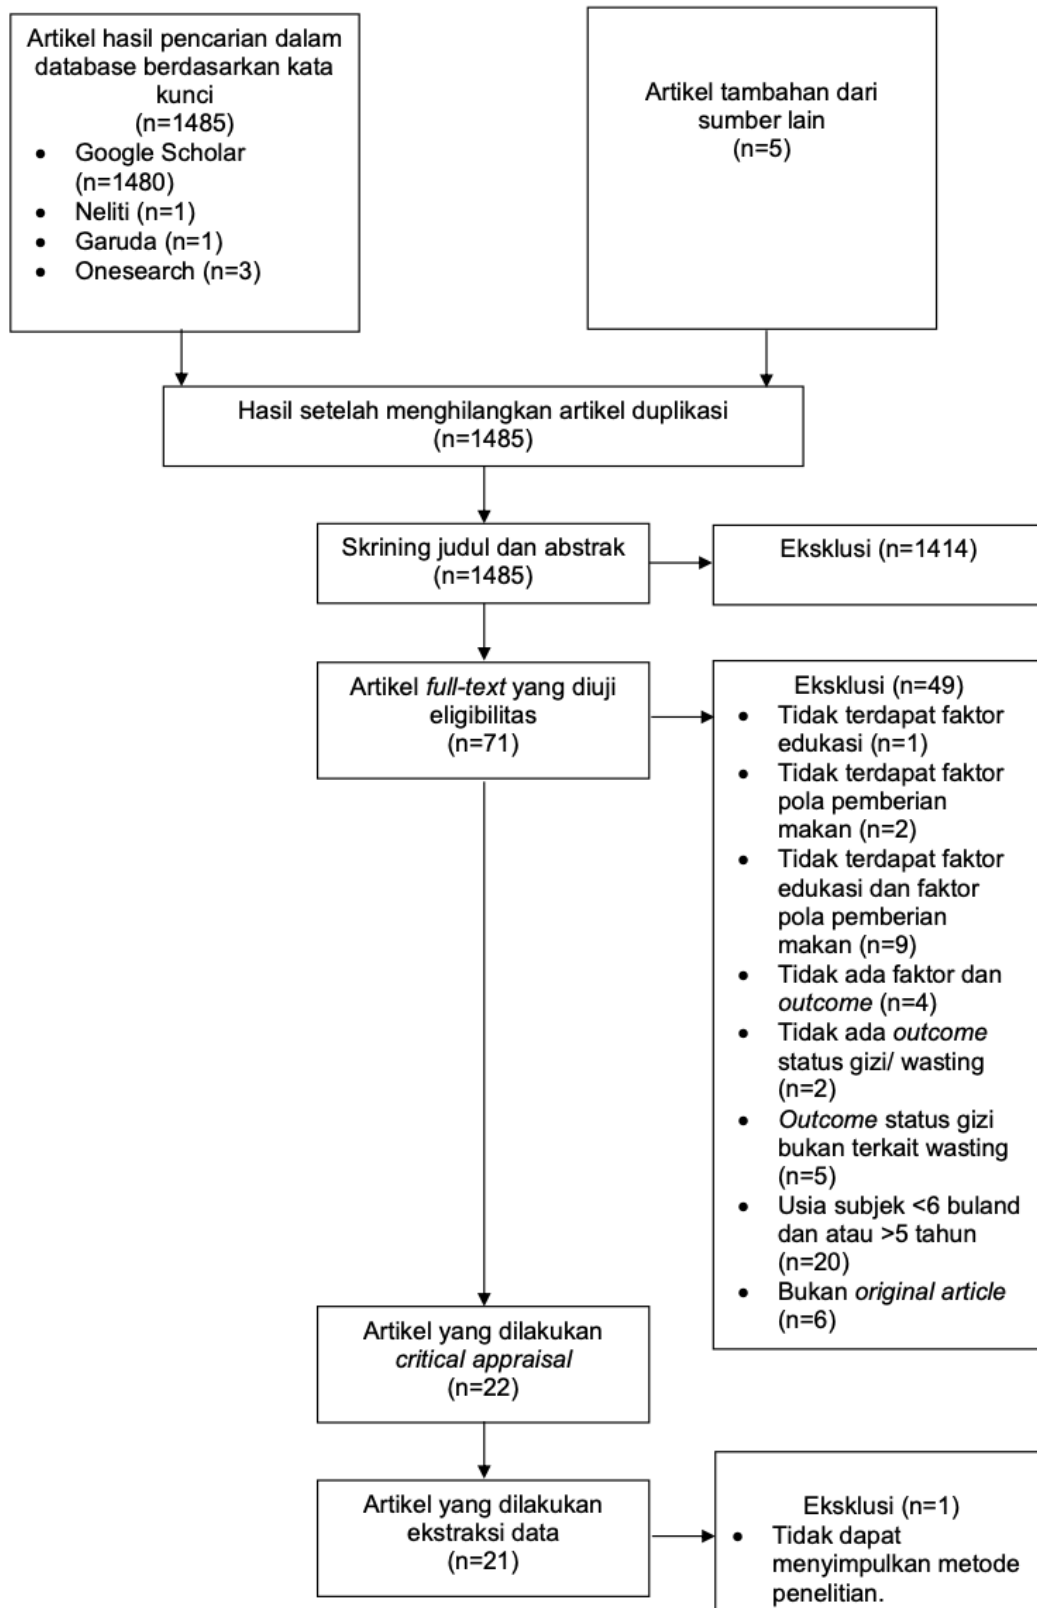 Artikel hasil pencarian dalam
database berdasarkan kata
kunci
(n=1485)
• Google Scholar
(n=1480)
• Neliti (n=1)
• Garuda (n=1)
• Onesearch (n=3)
Artikel tambahan dari
sumber lain
(n=5)
Hasil setelah menghilangkan artikel duplikasi
(n=1485)
Skrining judul dan abstrak
(n=1485)
Eksklusi (n=1414)
Artikel full-text yang diuji
eligibilitas
(n=71)
Eksklusi (n=49)
• Tidak terdapat faktor
edukasi (n=1)
• Tidak terdapat faktor
pola pemberian
makan (n=2)
• Tidak terdapat faktor
edukasi dan faktor
pola pemberian
makan (n=9)
• Tidak ada faktor dan
outcome (n=4)
• Tidak ada outcome
status gizi/ wasting
(n=2)
• Outcome status gizi
bukan terkait wasting
(n=5)
• Usia subjek <6 buland
dan atau >5 tahun
(n=20)
• Bukan original article
(n=6)
Artikel yang dilakukan
critical appraisal
(n=22)
Artikel yang dilakukan
ekstraksi data
(n=21)
Eksklusi (n=1)
• Tidak dapat
menyimpulkan metode
penelitian.